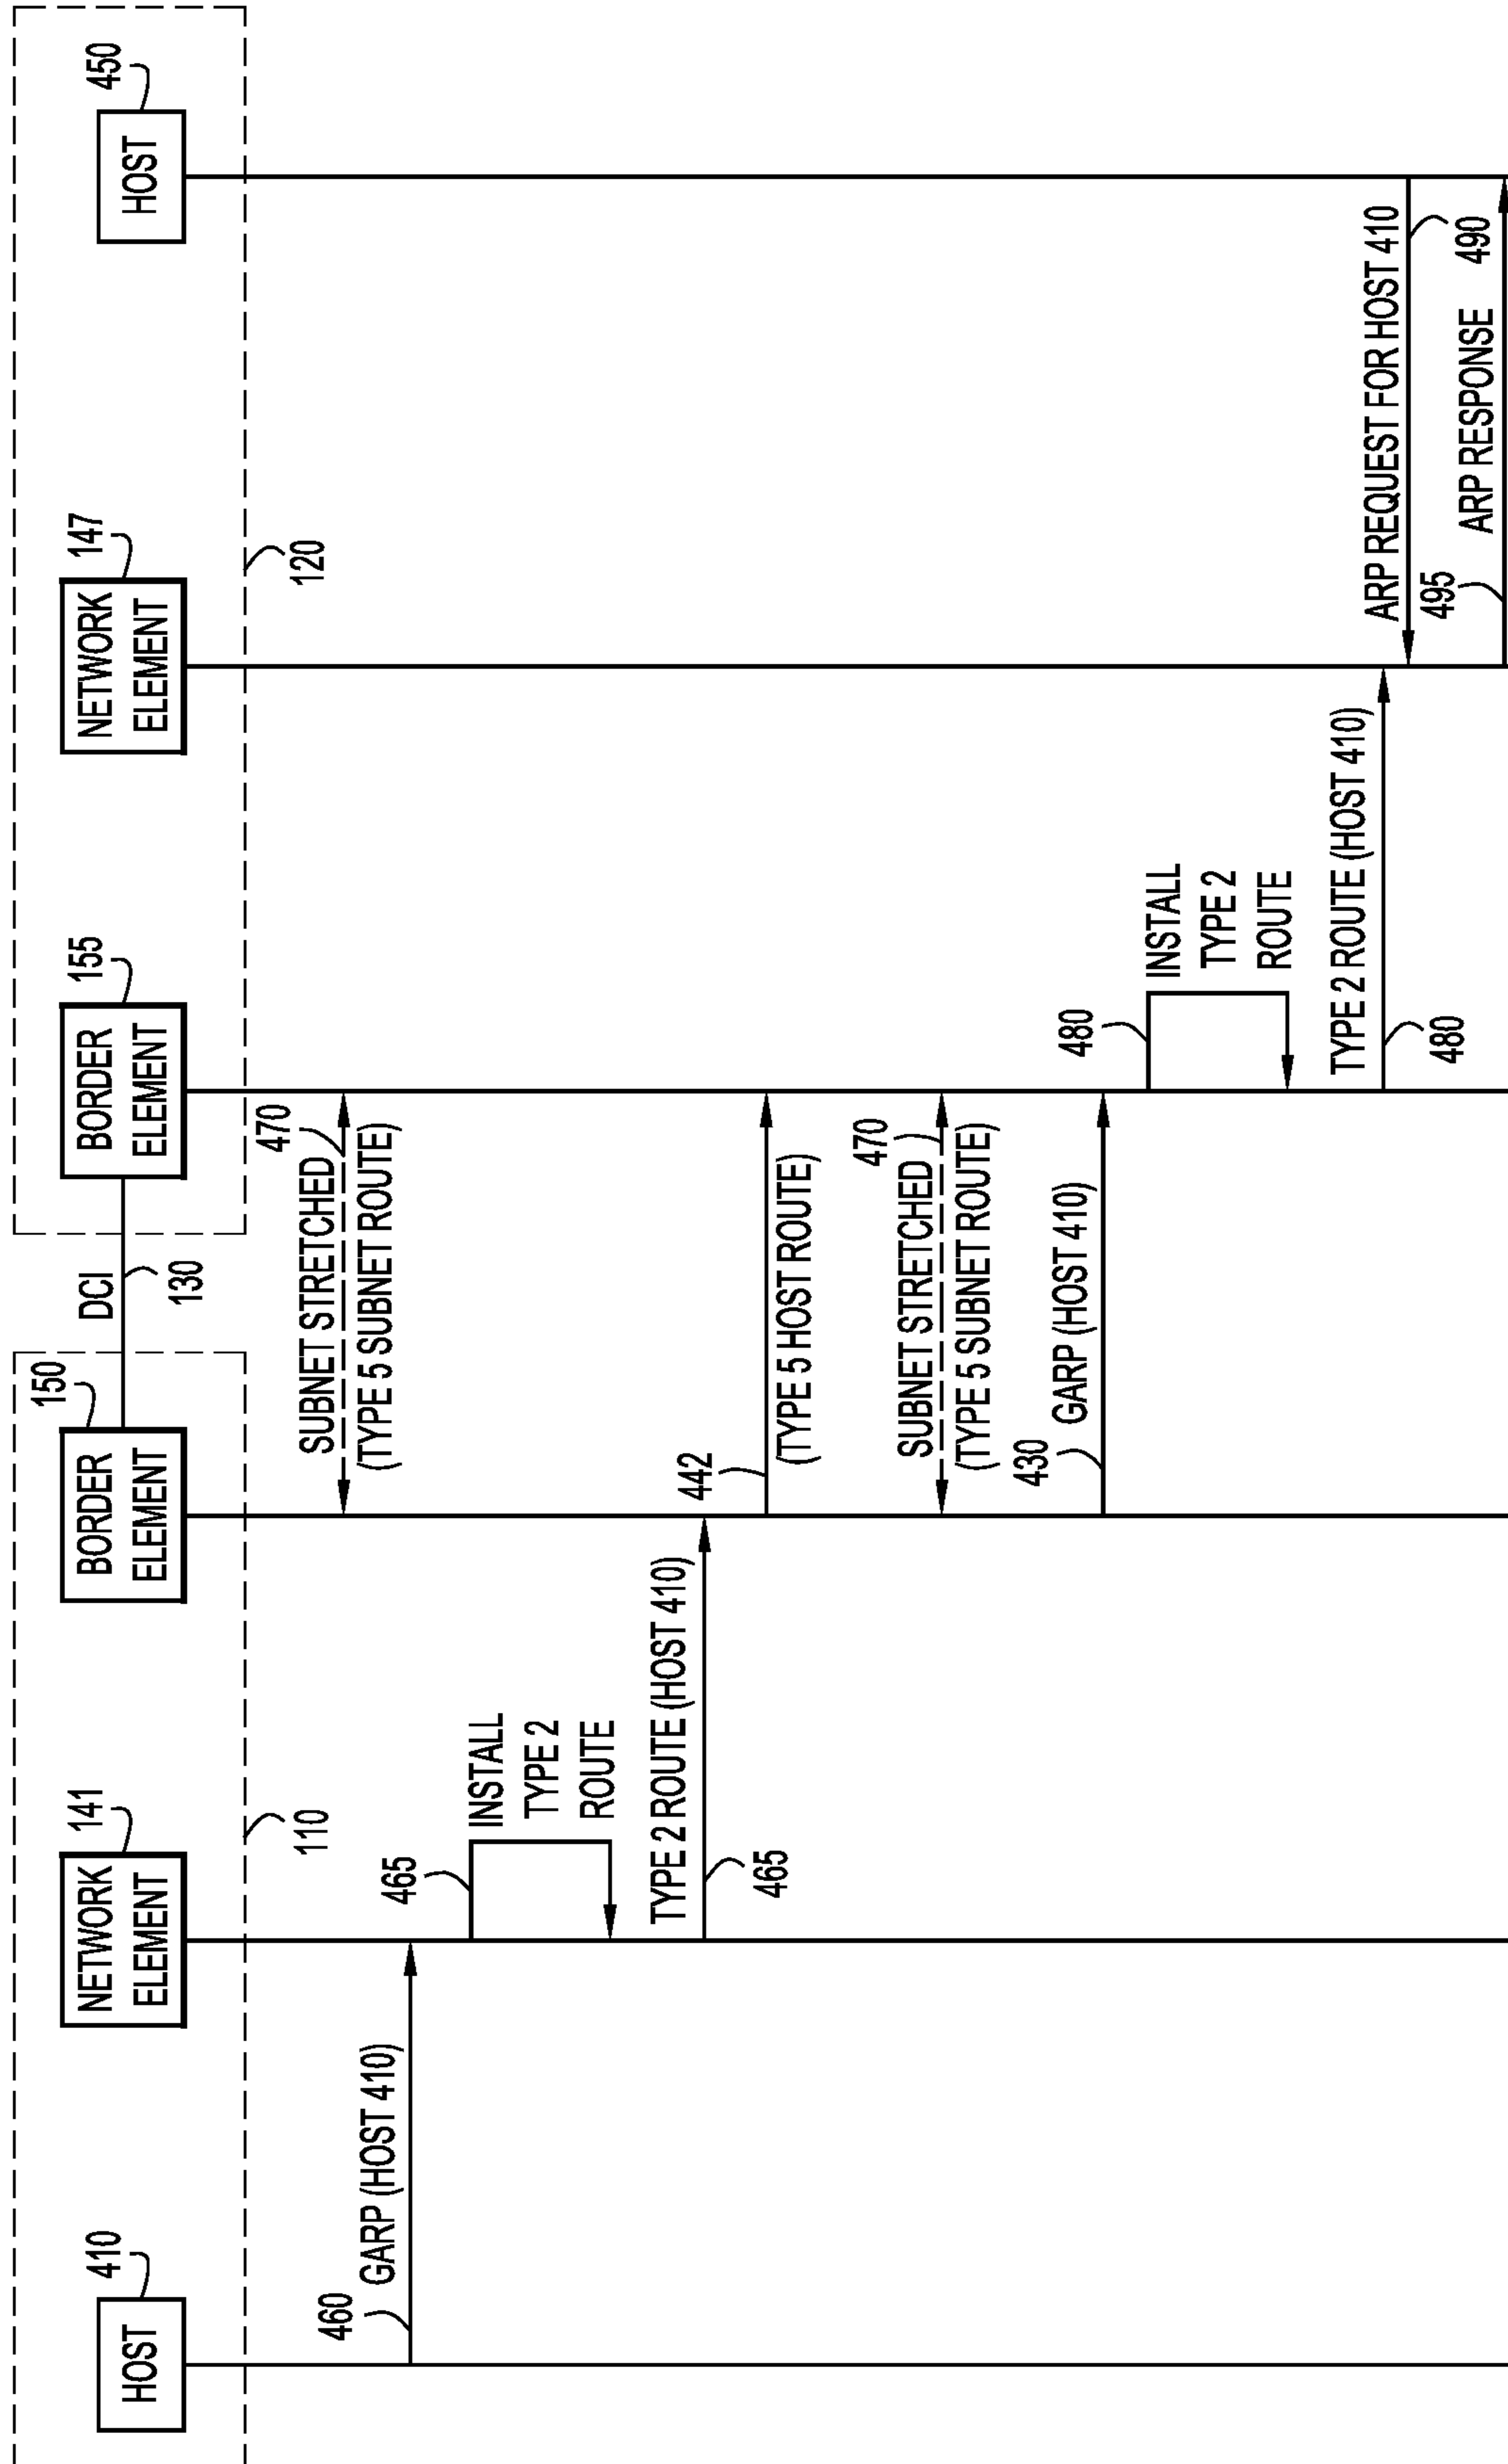 410
HOST
141
NETWORK
ELEMENT
150
BORDER
ELEMENT
DCI
130
155
BORDER
ELEMENT
147
NETWORK
ELEMENT
450
HOST
110
120
470
SUBNET STRETCHED
(TYPE 5 SUBNET ROUTE)
460
GARP (HOST 410)
465
INSTALL
TYPE 2
ROUTE
TYPE 2 ROUTE (HOST 410)
465
442
(TYPE 5 HOST ROUTE)
470
SUBNET STRETCHED
(TYPE 5 SUBNET ROUTE)
430
GARP (HOST 410)
480
INSTALL
TYPE 2
ROUTE
TYPE 2 ROUTE (HOST 410)
480
ARP REQUEST FOR HOST 410
490
495
ARP RESPONSE